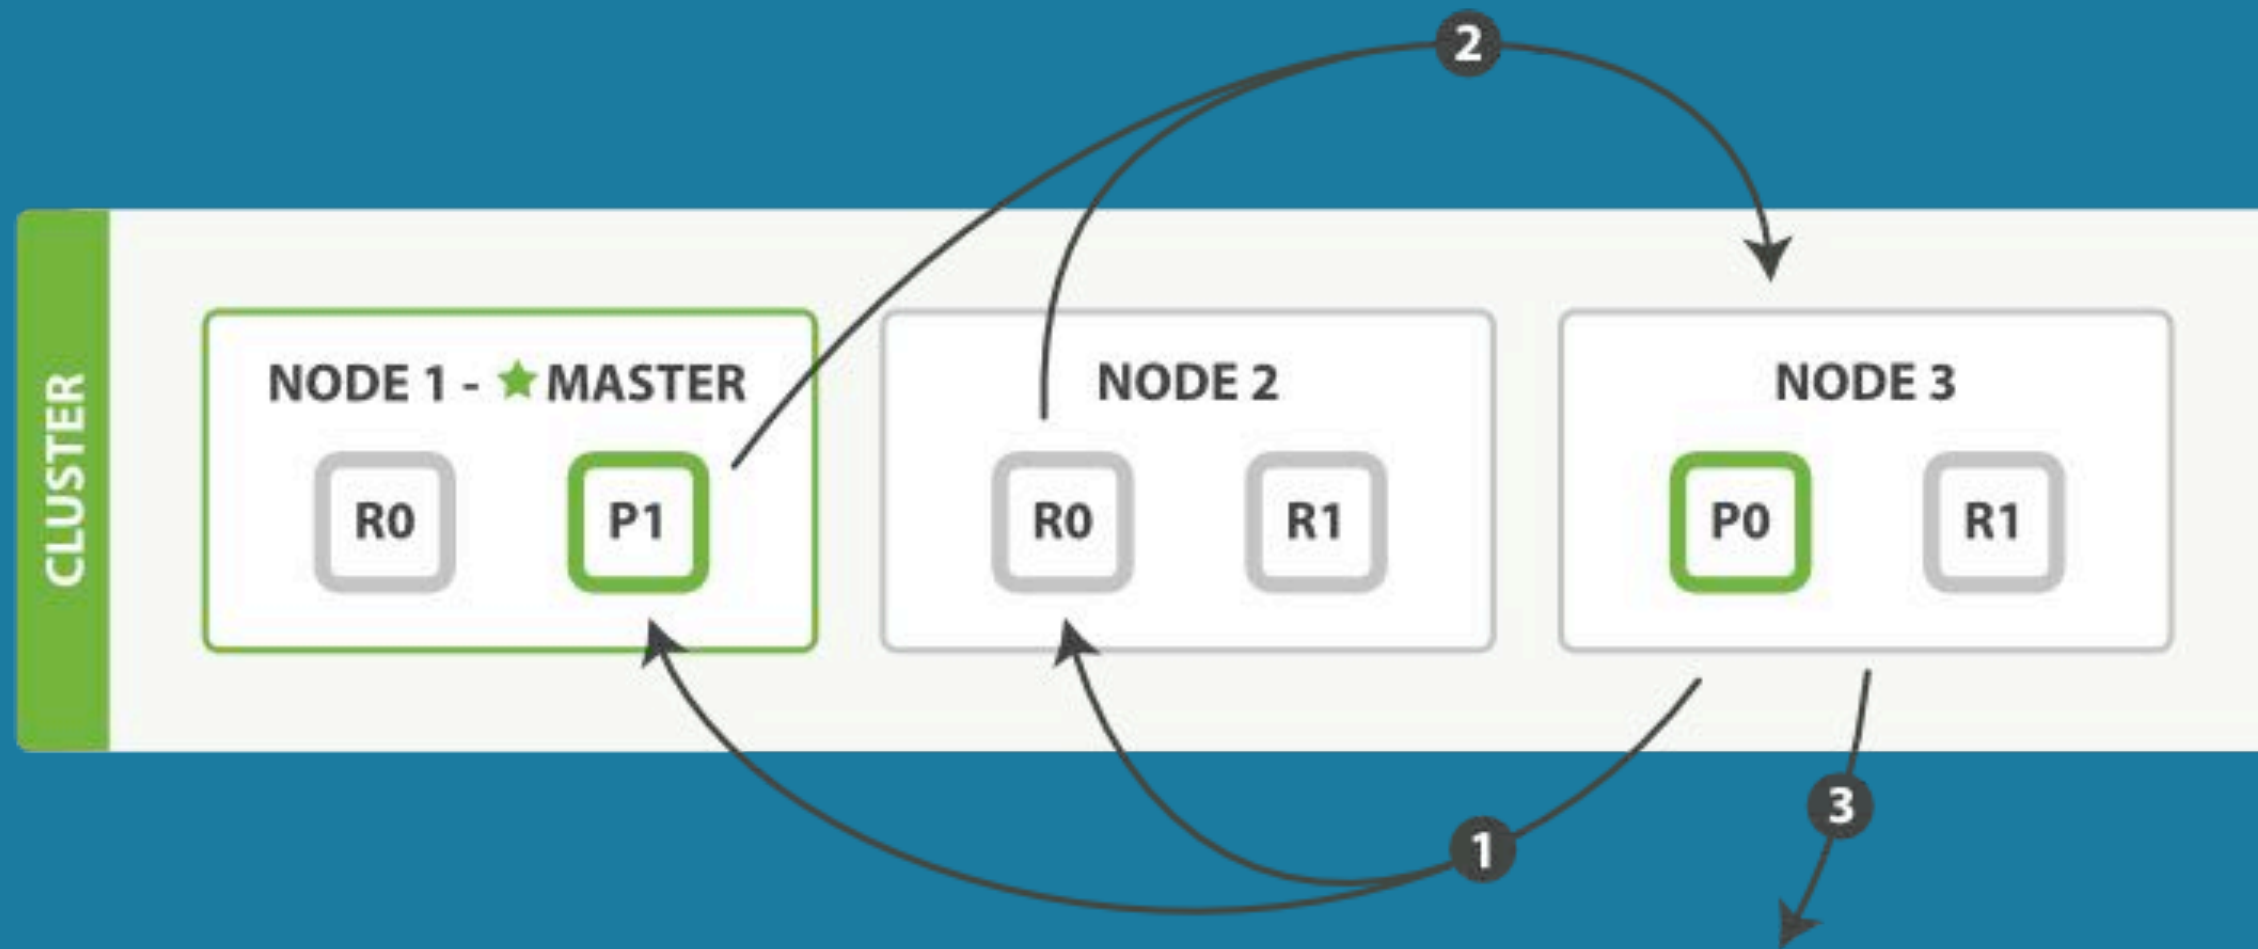 2
CLUSTER
NODE 1 - ★MASTER
R0
P1
NODE 2
R0
R1
NODE 3
P0
R1
1
3